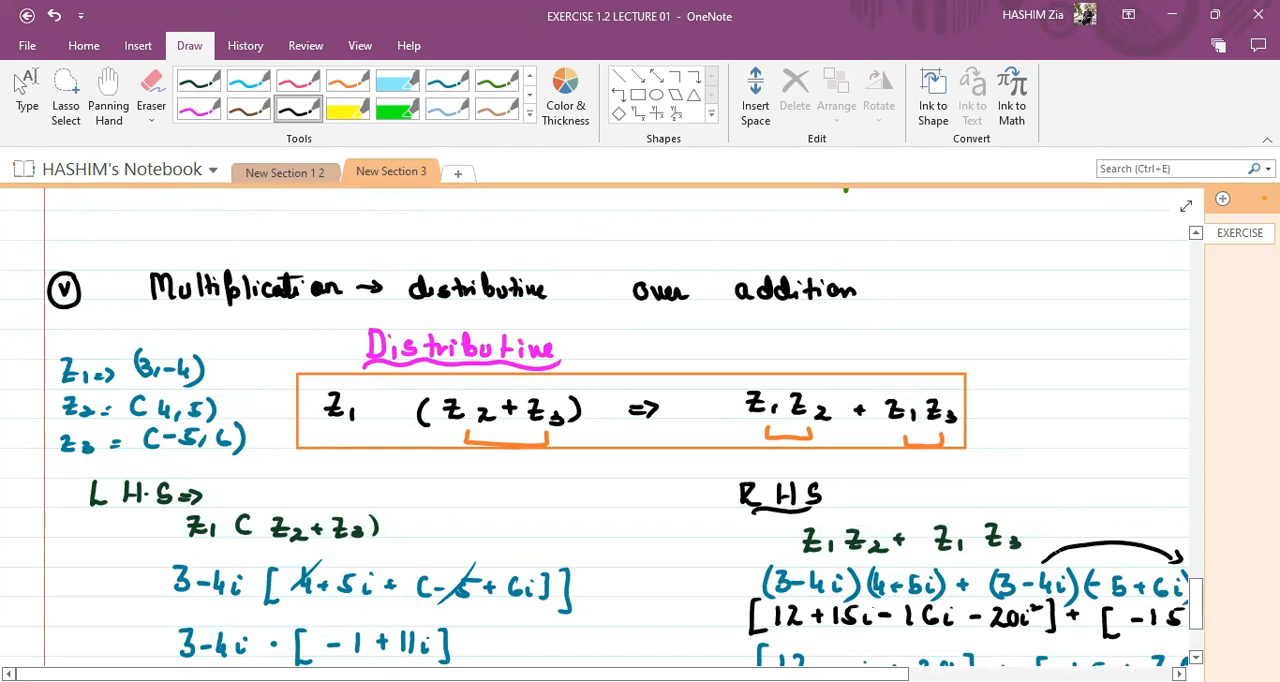 EXERCISE 1.2 LECTURE 01 - OneNote
HASHIM Zia
File Home Insert Draw History Review View Help
Type
Lasso Select
Panning Hand
Eraser
Color & Thickness
Insert Space
Delete
Arrange
Rotate
Ink to Shape
Ink to Text
Ink to Math
Tools
Shapes
Edit
Convert
HASHIM's Notebook
New Section 1 2
New Section 3
Search (Ctrl+E)
EXERCISE
(v) Multiplication → distributive over addition
Distributive
Z1 => (3,-4)
Z2 = (4,5)
Z3 = (-5,6)
Z1 (Z2+Z3) => Z1Z2 + Z1Z3
L H·S =>
Z1 (Z2+Z3)
3-4i [4+5i+(-5+6i]]
3-4i · [-1+11i]
R H S
Z1Z2+ Z1 Z3
(3-4i)(4+5i) + (3-4i)(-5+6i)
[12+15i-16i-20i²] + [-15